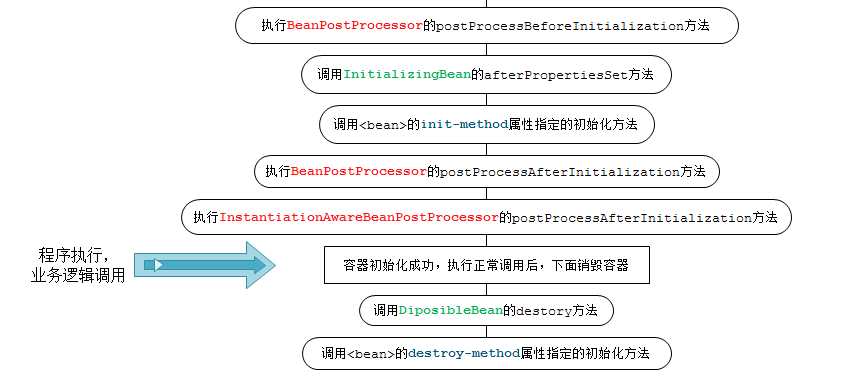 执行BeanPostProcessor的postProcessBeforeInitialization方法
调用InitializingBean的afterPropertiesSet方法
调用<bean>的init-method属性指定的初始化方法
执行BeanPostProcessor的postProcessAfterInitialization方法
执行InstantiationAwareBeanPostProcessor的postProcessAfterInitialization方法
程序执行，
业务逻辑调用
容器初始化成功，执行正常调用后，下面销毁容器
调用DiposibleBean的destory方法
调用<bean>的destroy-method属性指定的初始化方法